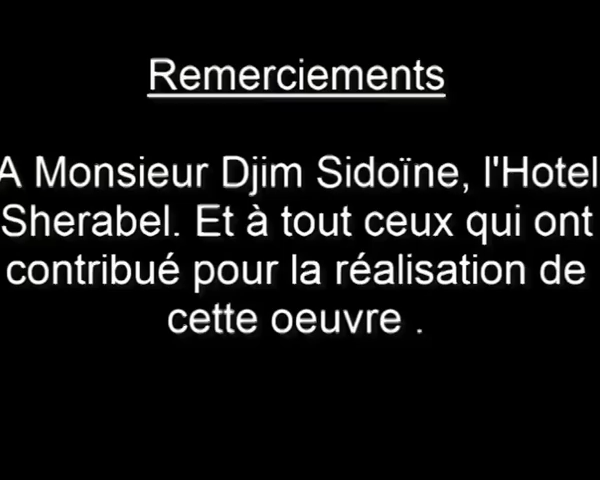 Remerciements
A Monsieur Djim Sidoïne, l'Hotel
Sherabel. Et à tout ceux qui ont
contribué pour la réalisation de
cette oeuvre .